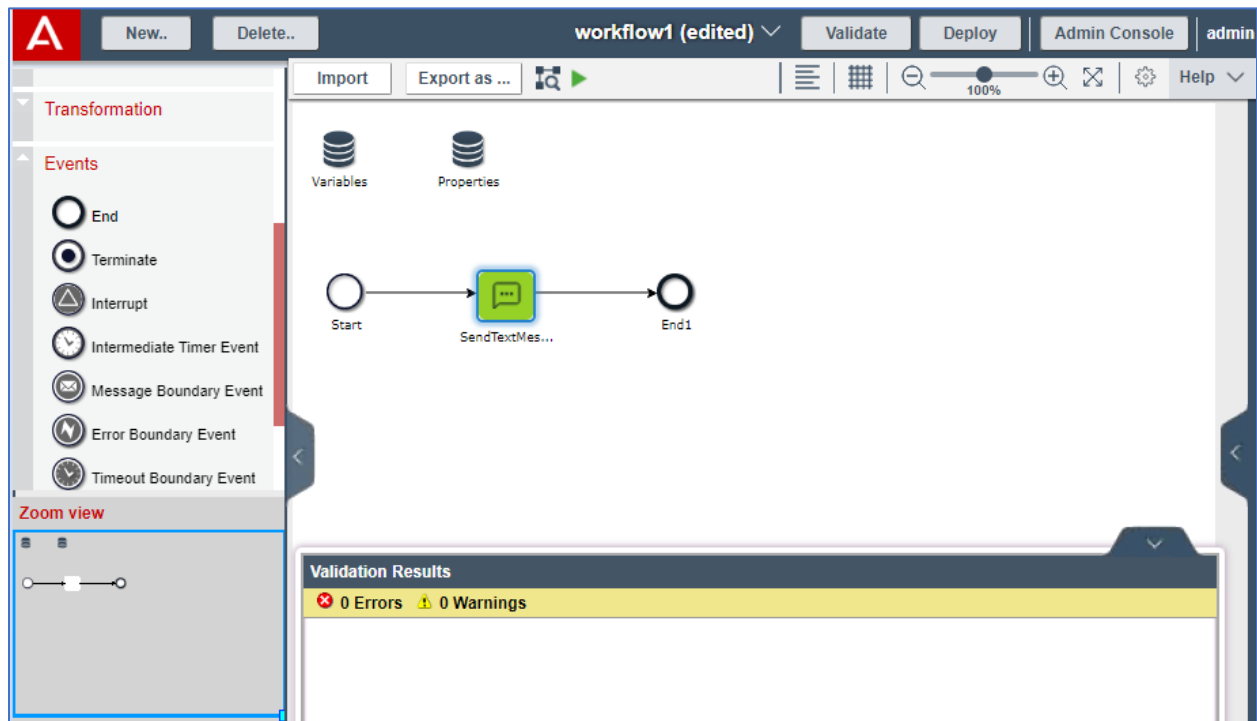 New.. Delete.. workflow1 (edited) Validate Deploy Admin Console admin
Import Export as ... 100% Help
Transformation
Events
End
Terminate
Interrupt
Intermediate Timer Event
Message Boundary Event
Error Boundary Event
Timeout Boundary Event
Zoom view
Variables Properties
Start SendTextMes... End1
Validation Results
0 Errors 0 Warnings